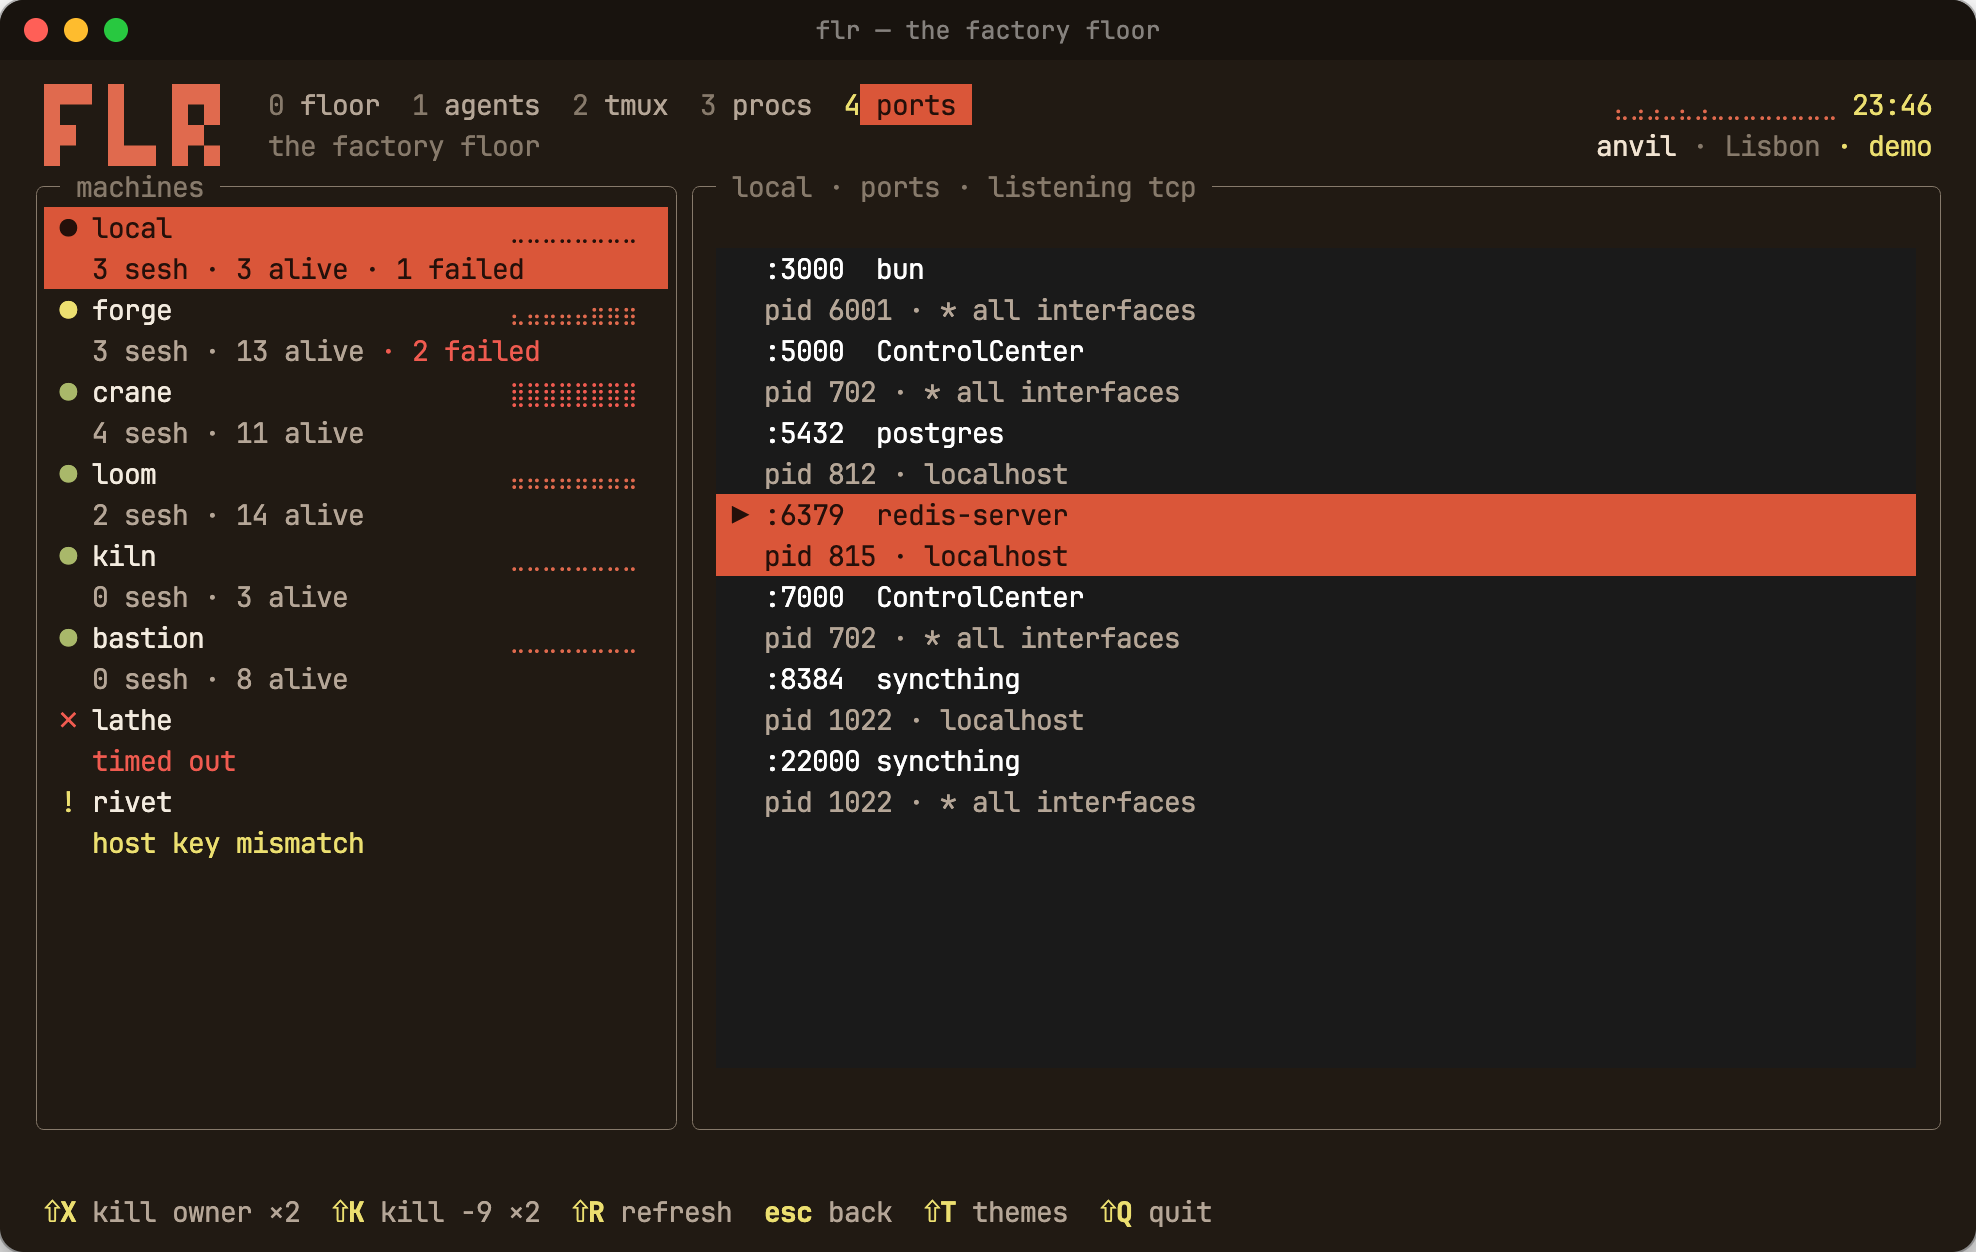 flr — the factory floor
FLR
0 floor 1 agents 2 tmux 3 procs 4 ports
23:46
the factory floor
anvil · Lisbon · demo
machines
● local
3 sesh · 3 alive · 1 failed
● forge
3 sesh · 13 alive · 2 failed
● crane
4 sesh · 11 alive
● loom
2 sesh · 14 alive
● kiln
0 sesh · 3 alive
● bastion
0 sesh · 8 alive
× lathe
timed out
! rivet
host key mismatch
local · ports · listening tcp
:3000 bun
pid 6001 · * all interfaces
:5000 ControlCenter
pid 702 · * all interfaces
:5432 postgres
pid 812 · localhost
▶ :6379 redis-server
pid 815 · localhost
:7000 ControlCenter
pid 702 · * all interfaces
:8384 syncthing
pid 1022 · localhost
:22000 syncthing
pid 1022 · * all interfaces
⇧X kill owner ×2 ⇧K kill -9 ×2 ⇧R refresh esc back ⇧T themes ⇧Q quit